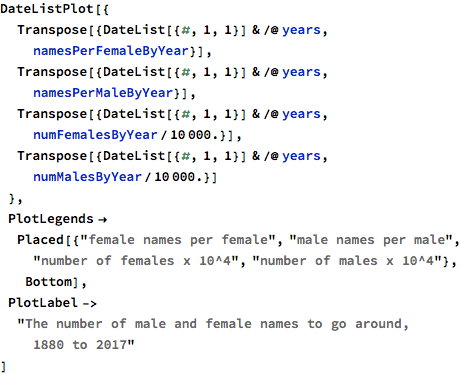 DateListPlot[{
Transpose[{DateList[{#, 1, 1}] & /@ years,
namesPerFemaleByYear}],
Transpose[{DateList[{#, 1, 1}] & /@ years,
namesPerMaleByYear}],
Transpose[{DateList[{#, 1, 1}] & /@ years,
numFemalesByYear / 10 000.}],
Transpose[{DateList[{#, 1, 1}] & /@ years,
numMalesByYear / 10 000.}]
},
PlotLegends →
Placed[{"female names per female", "male names per male",
"number of females x 10^4", "number of males x 10^4"},
Bottom],
PlotLabel ->
"The number of male and female names to go around,
1880 to 2017"
]